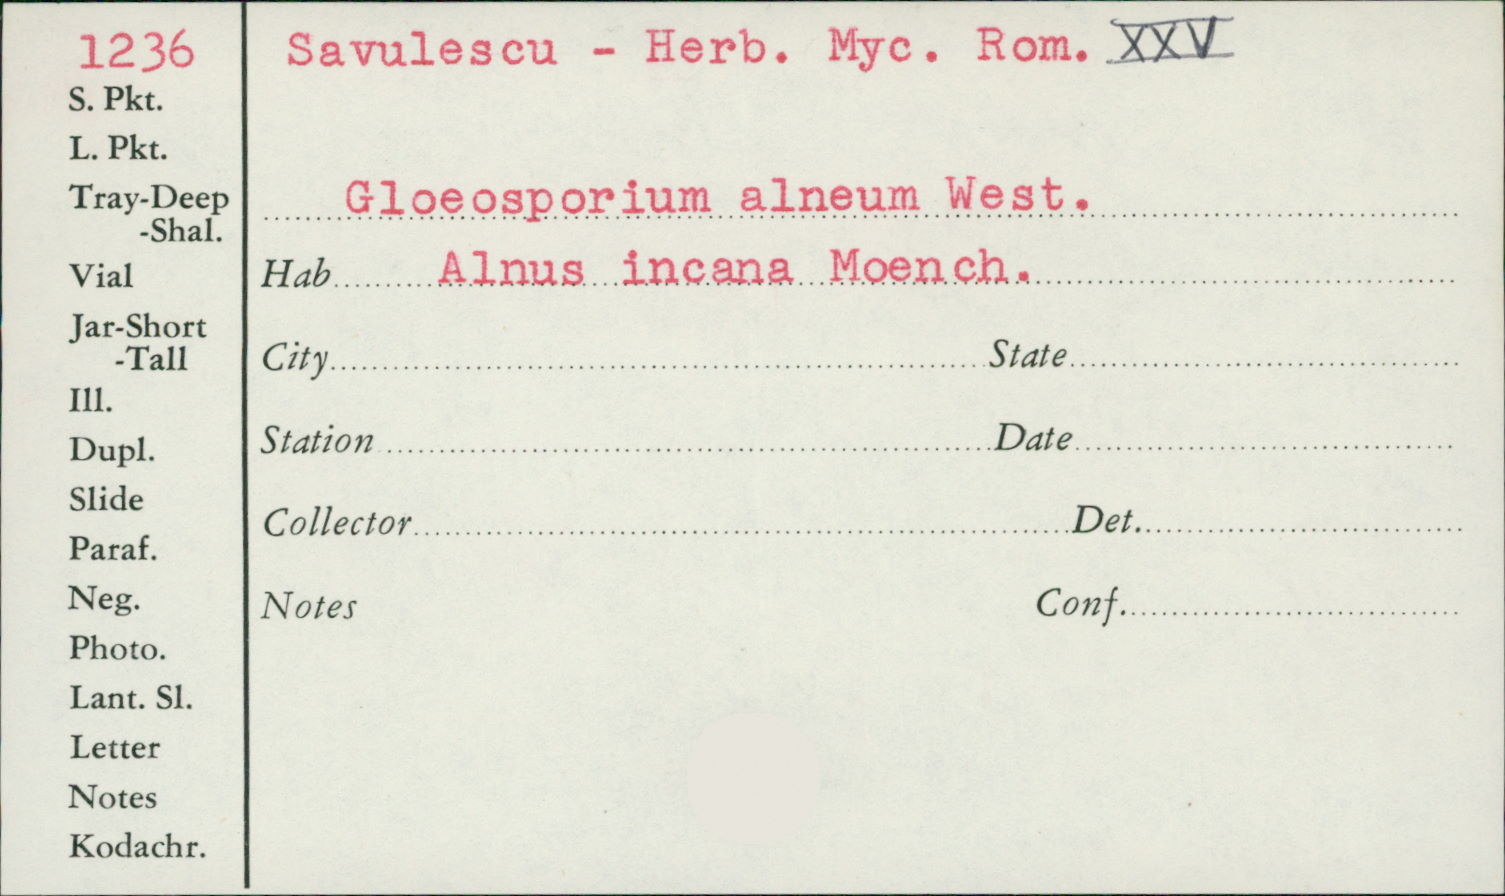 1236
S. Pkt.
L. Pkt.
Tray-Deep
-Shal.
Vial
Jar-Short
-Tall
Ill.
Dupl.
Slide
Paraf.
Neg.
Photo.
Lant. Sl.
Letter
Notes
Kodachr.
Savulescu - Herb. Myc. Rom. XXV
Gloeosporium alneum West.
Hab Alnus incana Moench.
City State
Station Date
Collector Det.
Notes Conf.